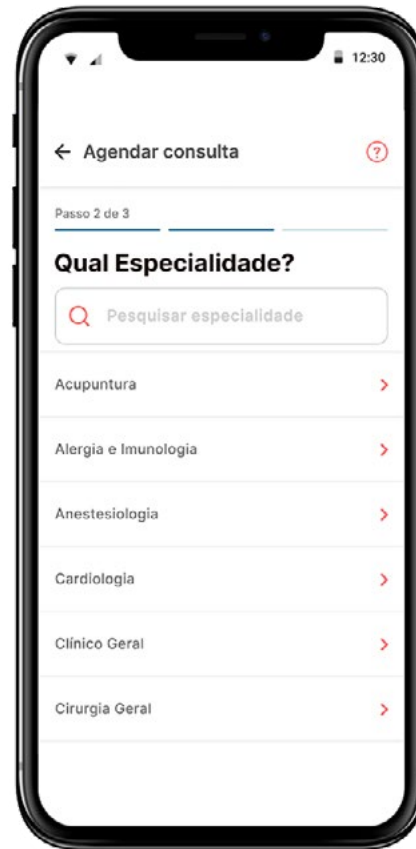 12:30
Agendar consulta
Passo 2 de 3
Qual Especialidade?
Pesquisar especialidade
Acupuntura
Alergia e Imunologia
Anestesiologia
Cardiologia
Clínico Geral
Cirurgia Geral